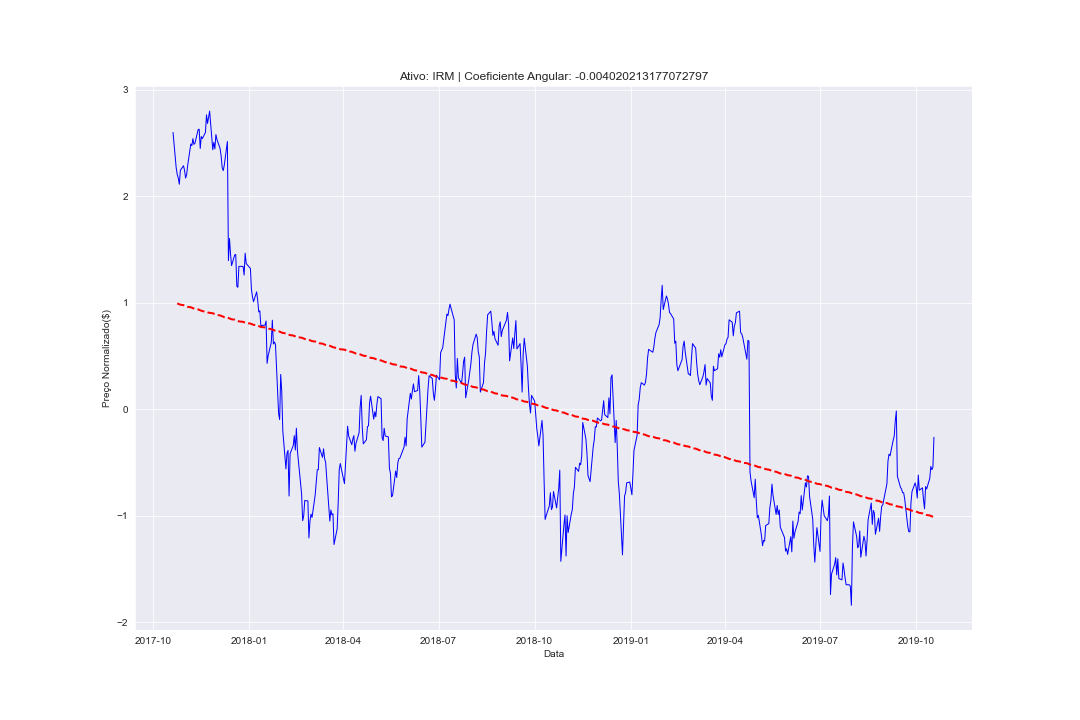 Ativo: IRM | Coeficiente Angular: -0.004020213177072797
3
2
1
0
−1
−2
Preço Normalizado($)
2017-10 2018-01 2018-04 2018-07 2018-10 2019-01 2019-04 2019-07 2019-10
Data